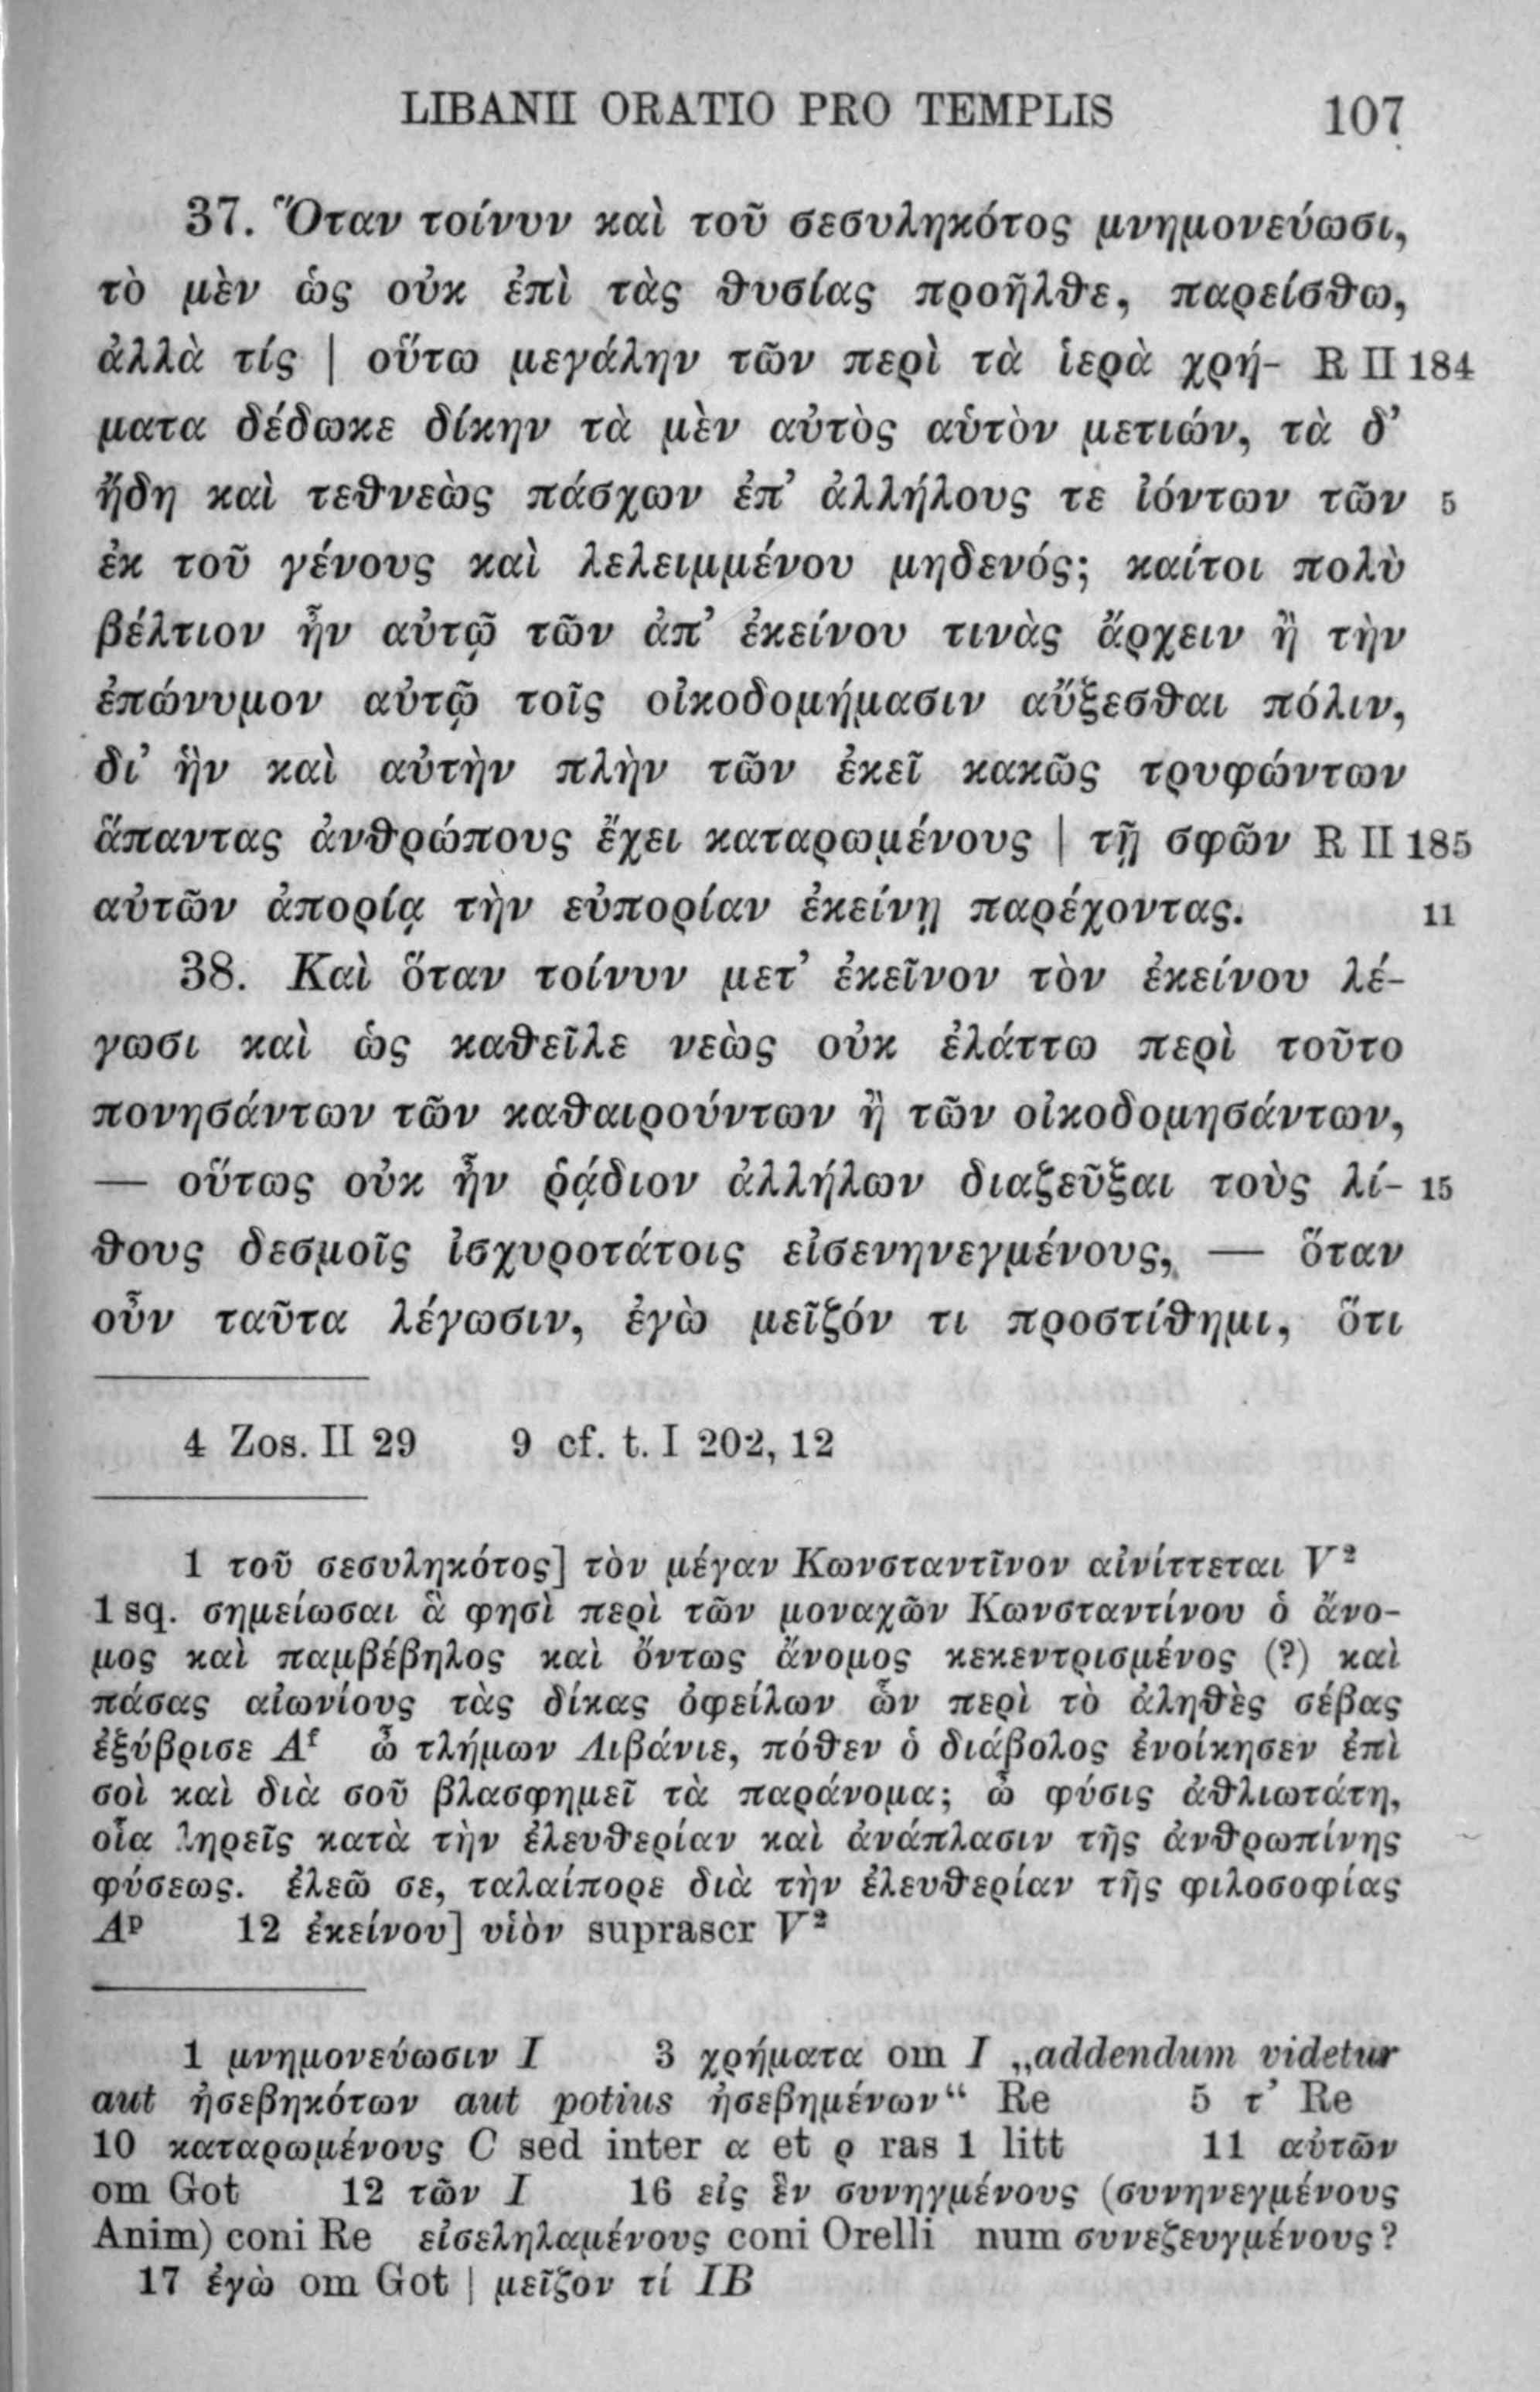 LIBANII ORATIO PRO TEMPLIS 107
37. Ὅταν τοίνυν καὶ τοῦ σεσυληκότος μνημονεύωσι,
τὸ μὲν ὡς οὐκ ἐπὶ τὰς θυσίας προῆλθε, παρείσθω,
ἀλλὰ τίς | οὕτω μεγάλην τῶν περὶ τὰ ἱερὰ χρή- R II 184
ματα δέδωκε δίκην τὰ μὲν αὐτὸς αὑτὸν μετιών, τὰ δ’
ἤδη καὶ τεθνεὼς πάσχων ἐπ’ ἀλλήλους τε ἰόντων τῶν 5
ἐκ τοῦ γένους καὶ λελειμμένου μηδενός; καίτοι πολὺ
βέλτιον ἦν αὐτῷ τῶν ἀπ’ ἐκείνου τινὰς ἄρχειν ἢ τὴν
ἐπώνυμον αὐτῷ τοῖς οἰκοδομήμασιν αὔξεσθαι πόλιν,
δι’ ἣν καὶ αὐτὴν πλὴν τῶν ἐκεῖ κακῶς τρυφώντων
ἅπαντας ἀνθρώπους ἔχει καταρωμένους | τῇ σφῶν R II 185
αὐτῶν ἀπορίᾳ τὴν εὐπορίαν ἐκείνῃ παρέχοντας. 11
38. Καὶ ὅταν τοίνυν μετ’ ἐκεῖνον τὸν ἐκείνου λέ-
γωσι καὶ ὡς καθεῖλε νεὼς οὐκ ἐλάττω περὶ τοῦτο
πονησάντων τῶν καθαιρούντων ἢ τῶν οἰκοδομησάντων,
— οὕτως οὐκ ἦν ῥᾴδιον ἀλλήλων διαζεῦξαι τοὺς λί- 15
θους δεσμοῖς ἰσχυροτάτοις εἰσενηνεγμένους, — ὅταν
οὖν ταῦτα λέγωσιν, ἐγὼ μεῖζόν τι προστίθημι, ὅτι
4 Zos. II 29 9 cf. t. I 202, 12
1 τοῦ σεσυληκότος] τὸν μέγαν Κωνσταντῖνον αἰνίττεται V²
1 sq. σημείωσαι ἃ φησὶ περὶ τῶν μοναχῶν Κωνσταντίνου ὁ ἄνο-
μος καὶ παμβέβηλος καὶ ὄντως ἄνομος κεκεντρισμένος (?) καὶ
πάσας αἰωνίους τὰς δίκας ὀφείλων ὧν περὶ τὸ ἀληθὲς σέβας
ἐξύβρισε Aᶠ ὦ τλήμων Λιβάνιε, πόθεν ὁ διάβολος ἐνοίκησεν ἐπὶ
σοὶ καὶ διὰ σοῦ βλασφημεῖ τὰ παράνομα; ὦ φύσις ἀθλιωτάτη,
οἷα ληρεῖς κατὰ τὴν ἐλευθερίαν καὶ ἀνάπλασιν τῆς ἀνθρωπίνης
φύσεως. ἐλεῶ σε, ταλαίπορε διὰ τὴν ἐλευθερίαν τῆς φιλοσοφίας
Aᵖ 12 ἐκείνου] υἱὸν suprascr V²
1 μνημονεύωσιν I 3 χρήματα om I „addendum videtur
aut ἠσεβηκότων aut potius ἠσεβημένων“ Re 5 τ’ Re
10 καταρωμένους C sed inter α et ρ ras 1 litt 11 αὐτῶν
om Got 12 τῶν I 16 εἰς ἓν συνηγμένους (συνηνεγμένους
Anim) coni Re εἰσεληλαμένους coni Orelli num συνεζευγμένους?
17 ἐγὼ om Got | μεῖζον τί IB